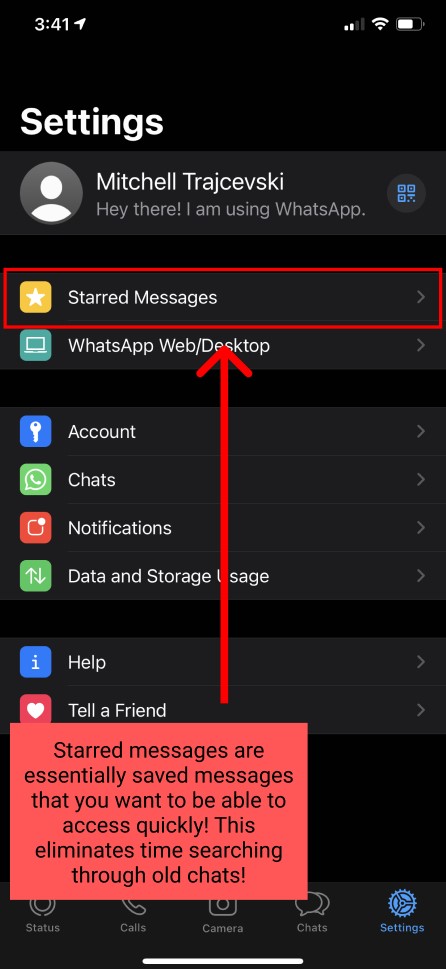 3:41
Settings
Mitchell Trajcevski
Hey there! I am using WhatsApp.
Starred Messages
WhatsApp Web/Desktop
Account
Chats
Notifications
Data and Storage Usage
i
Help
Tell a Friend
Starred messages are
essentially saved messages
that you want to be able to
access quickly! This
eliminates time searching
through old chats!
Status
Calls
Camera
Chats
Settings